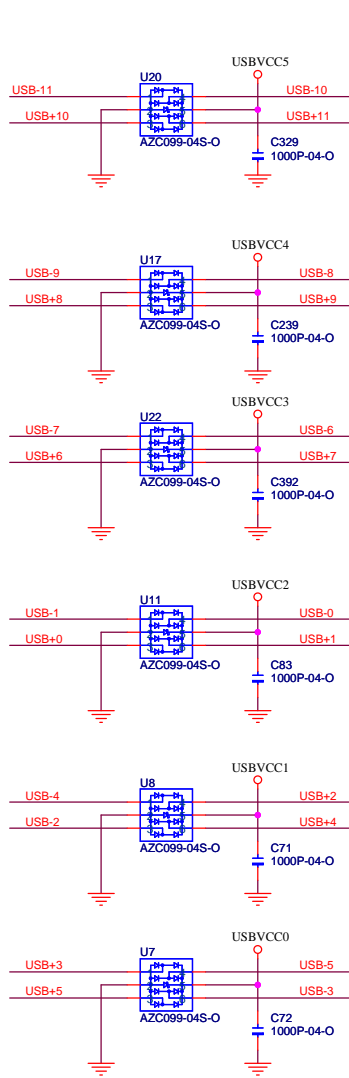 USBVCC5
U20
USB-11
USB-10
USB+10
USB+11
AZC099-04S-O
C329
1000P-04-O
USBVCC4
U17
USB-9
USB-8
USB+8
USB+9
AZC099-04S-O
C239
1000P-04-O
USBVCC3
U22
USB-7
USB-6
USB+6
USB+7
AZC099-04S-O
C392
1000P-04-O
USBVCC2
U11
USB-1
USB-0
USB+0
USB+1
AZC099-04S-O
C83
1000P-04-O
USBVCC1
U8
USB-4
USB+2
USB-2
USB+4
AZC099-04S-O
C71
1000P-04-O
USBVCC0
U7
USB+3
USB-5
USB+5
USB-3
AZC099-04S-O
C72
1000P-04-O